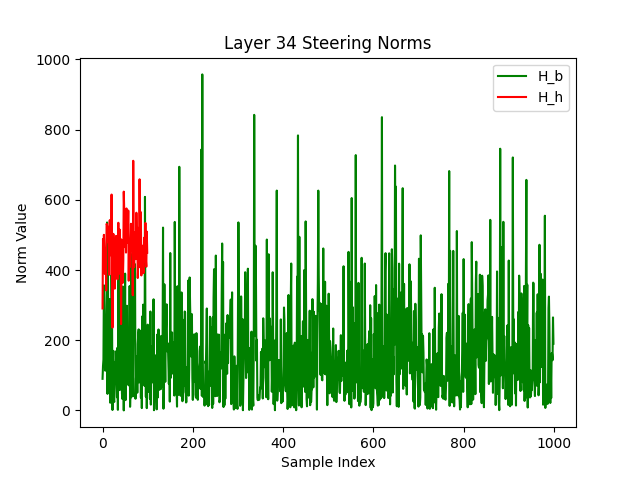 Layer 34 Steering Norms
H_b
H_h
Norm Value
1000
800
600
400
200
0
0 200 400 600 800 1000
Sample Index